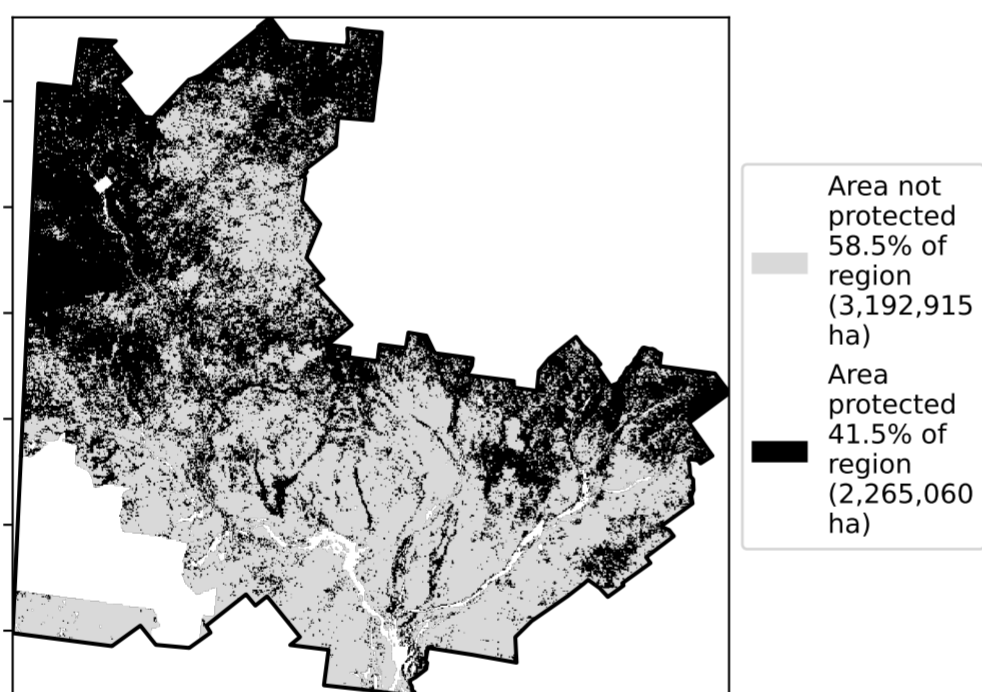 Area not
protected
58.5% of
region
(3,192,915
ha)
Area
protected
41.5% of
region
(2,265,060
ha)